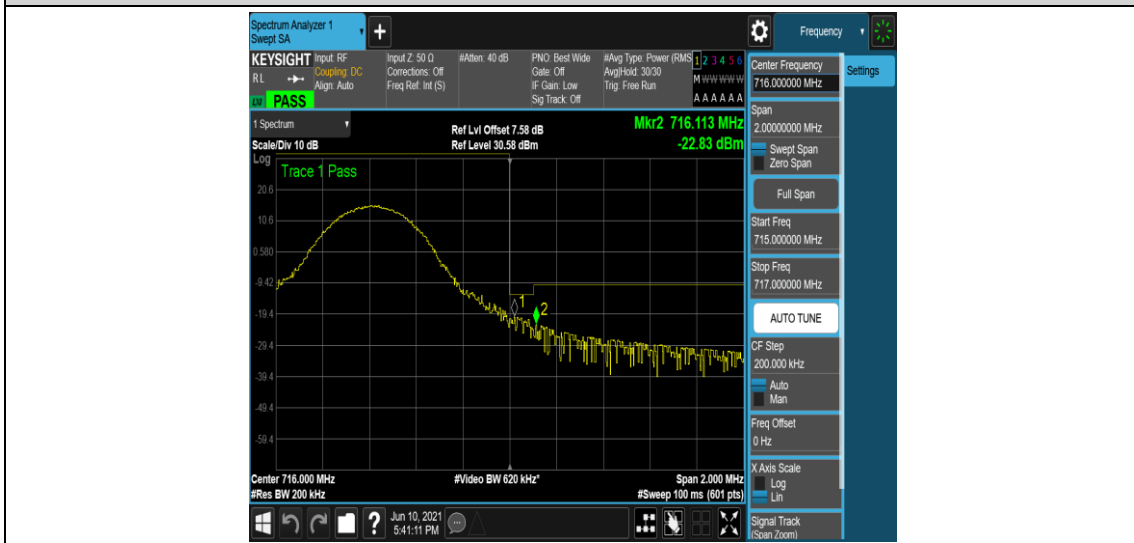 Spectrum Analyzer 1
Swept SA
+
Frequency
KEYSIGHT
Input: RF
Coupling: DC
Align: Auto
Input Z: 50 Ω
Corrections: Off
Freq Ref: Int (S)
#Atten: 40 dB
PNO: Best Wide
Gate: Off
IF Gain: Low
Sig Track: Off
#Avg Type: Power (RMS
Avg|Hold: 30/30
Trig: Free Run
1 2 3 4 5 6
M W W W W W
A A A A A A
R L
LXI
PASS
1 Spectrum
Scale/Div 10 dB
Ref Lvl Offset 7.58 dB
Ref Level 30.58 dBm
Mkr2 716.113 MHz
-22.83 dBm
Log
Trace 1 Pass
20.6
10.6
0.580
-9.42
-19.4
-29.4
-39.4
-49.4
-59.4
1
2
Center 716.000 MHz
#Video BW 620 kHz*
Span 2.000 MHz
#Res BW 200 kHz
#Sweep 100 ms (601 pts)
?
Jun 10, 2021
5:41:11 PM
Center Frequency
716.000000 MHz
Settings
Span
2.00000000 MHz
Swept Span
Zero Span
Full Span
Start Freq
715.000000 MHz
Stop Freq
717.000000 MHz
AUTO TUNE
CF Step
200.000 kHz
Auto
Man
Freq Offset
0 Hz
X Axis Scale
Log
Lin
Signal Track
(Span Zoom)